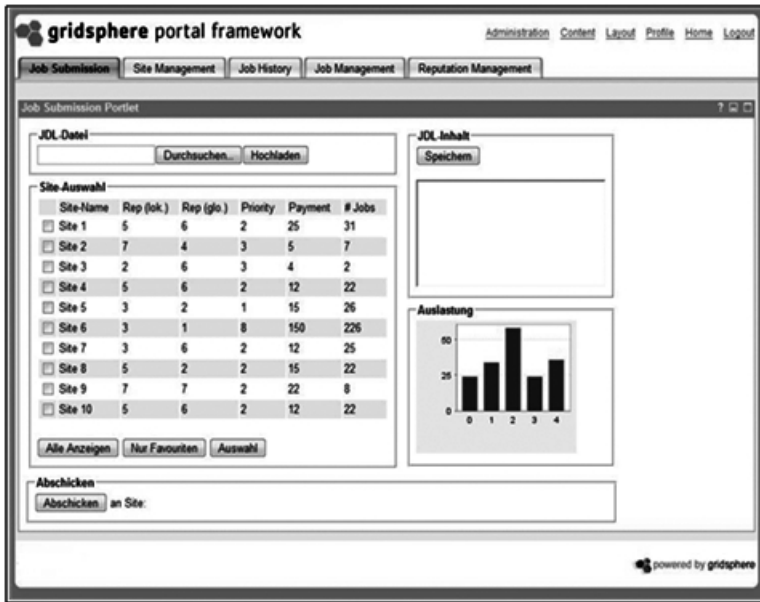 gridsphere portal framework
Administration Content Layout Profile Home Logout
Job Submission Site Management Job History Job Management Reputation Management
Job Submission Portlet ?
JDL-Datei
Durchsuchen... Hochladen
Site-Auswahl
Site-Name Rep (lok.) Rep (glo.) Priority Payment # Jobs
Site 1 5 6 2 25 31
Site 2 7 4 3 5 7
Site 3 2 6 3 4 2
Site 4 5 6 2 12 22
Site 5 3 2 1 15 26
Site 6 3 1 8 150 226
Site 7 3 6 2 12 25
Site 8 5 2 2 15 22
Site 9 7 7 2 22 8
Site 10 5 6 2 12 22
Alle Anzeigen Nur Favouriten Auswahl
JDL-Inhalt
Speichern
Auslastung
50
25
0
0 1 2 3 4
Abschicken
Abschicken an Site:
powered by gridsphere